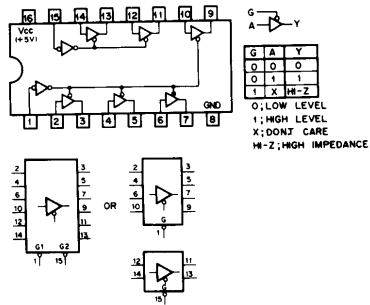 16 15 14 13 12 11 10 9
Vcc
(+5V)
GND
1 2 3 4 5 6 7 8
G
A Y
G A Y
0 0 0
0 1 1
1 X HI-Z
0; LOW LEVEL
1; HIGH LEVEL
X; DONJ CARE
HI-Z; HIGH IMPEDANCE
2 3
4 5
6 7
10 9
12 11
14 13
G1 G2
1 15
OR
2 3
4 5
6 7
10 9
G
1
12 11
14 13
G
15